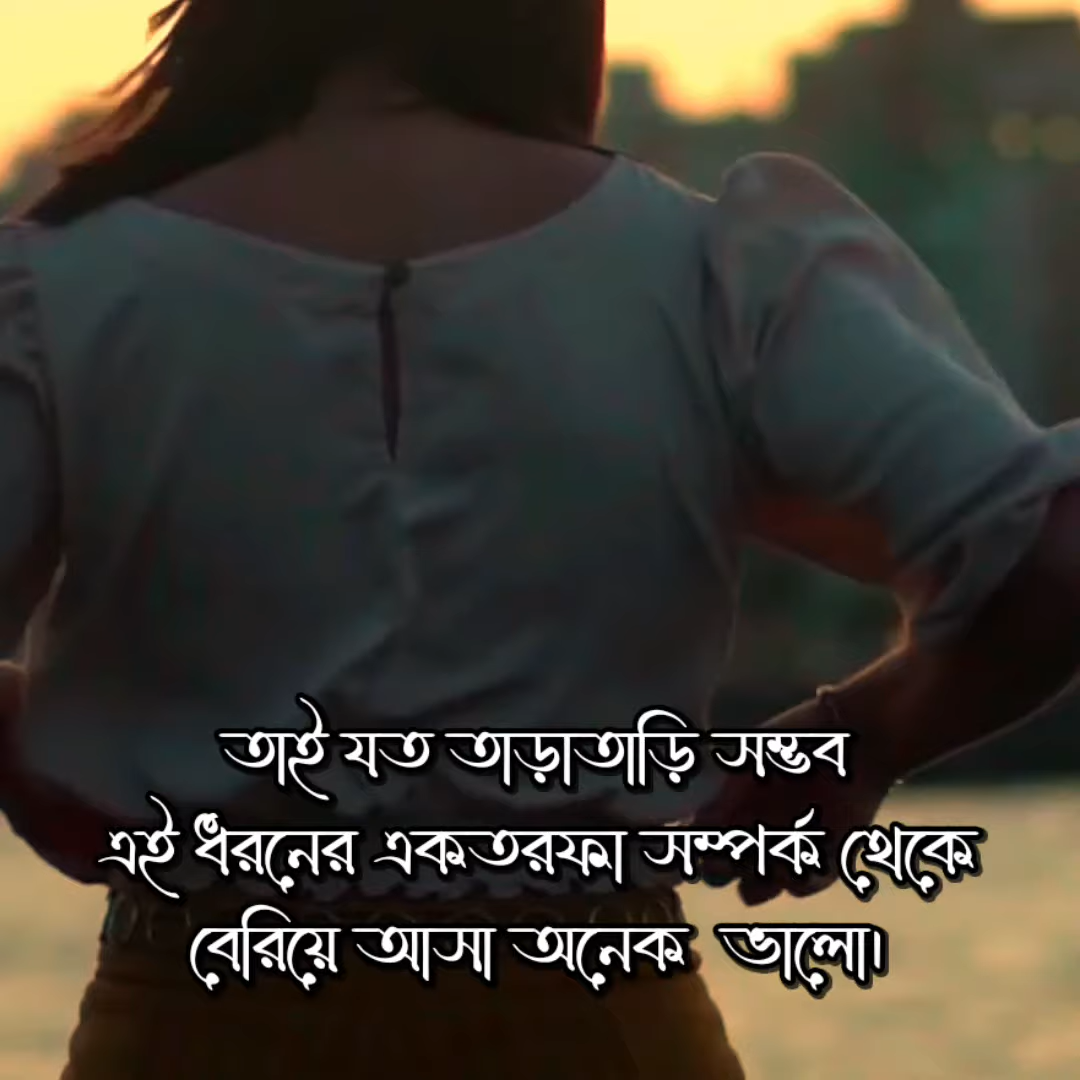 তাই যত তাড়াতাড়ি সম্ভব
এই ধরনের একতরফা সম্পর্ক থেকে
বেরিয়ে আসা অনেক ভালো।